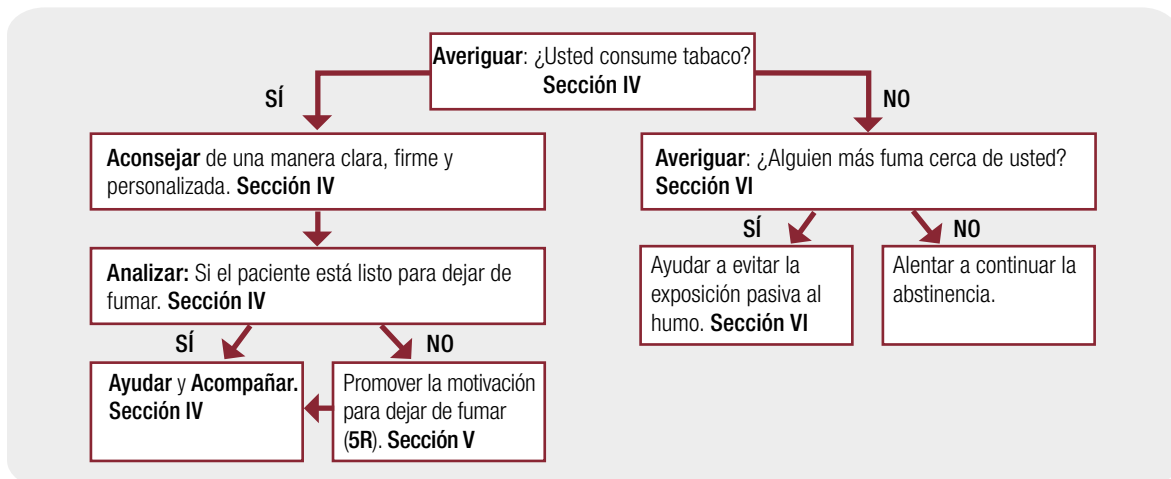 Averiguar: ¿Usted consume tabaco?
Sección IV
SÍ
NO
Aconsejar de una manera clara, firme y
personalizada. Sección IV
Averiguar: ¿Alguien más fuma cerca de usted?
Sección VI
Analizar: Si el paciente está listo para dejar de
fumar. Sección IV
SÍ
NO
Ayudar a evitar la
exposición pasiva al
humo. Sección VI
Alentar a continuar la
abstinencia.
SÍ
NO
Ayudar y Acompañar.
Sección IV
Promover la motivación
para dejar de fumar
(5R). Sección V